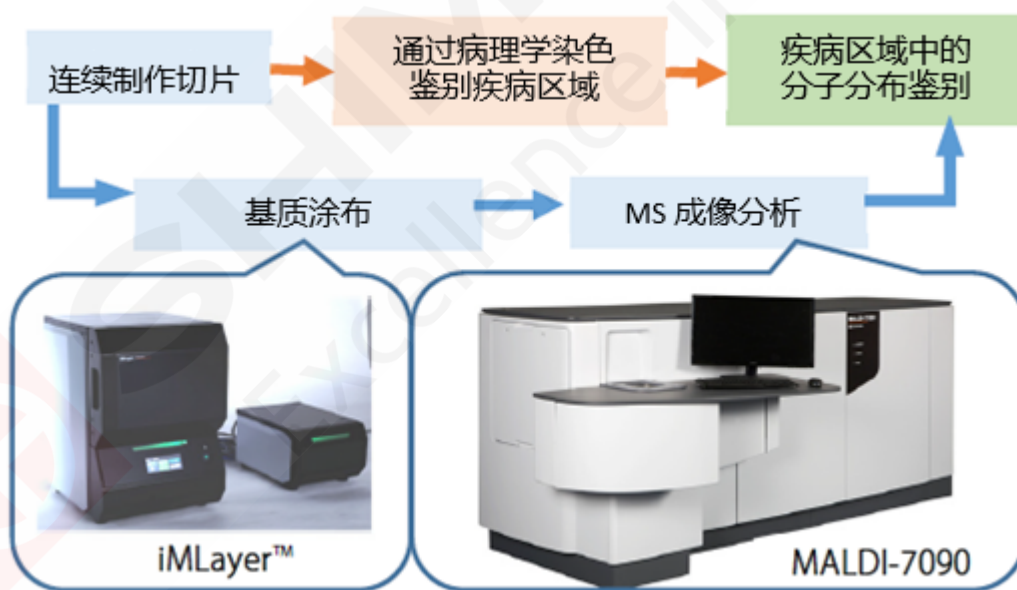 连续制作切片
通过病理学染色
鉴别疾病区域
疾病区域中的
分子分布鉴别
基质涂布
MS 成像分析
iMLayer™
MALDI-7090
Excellence